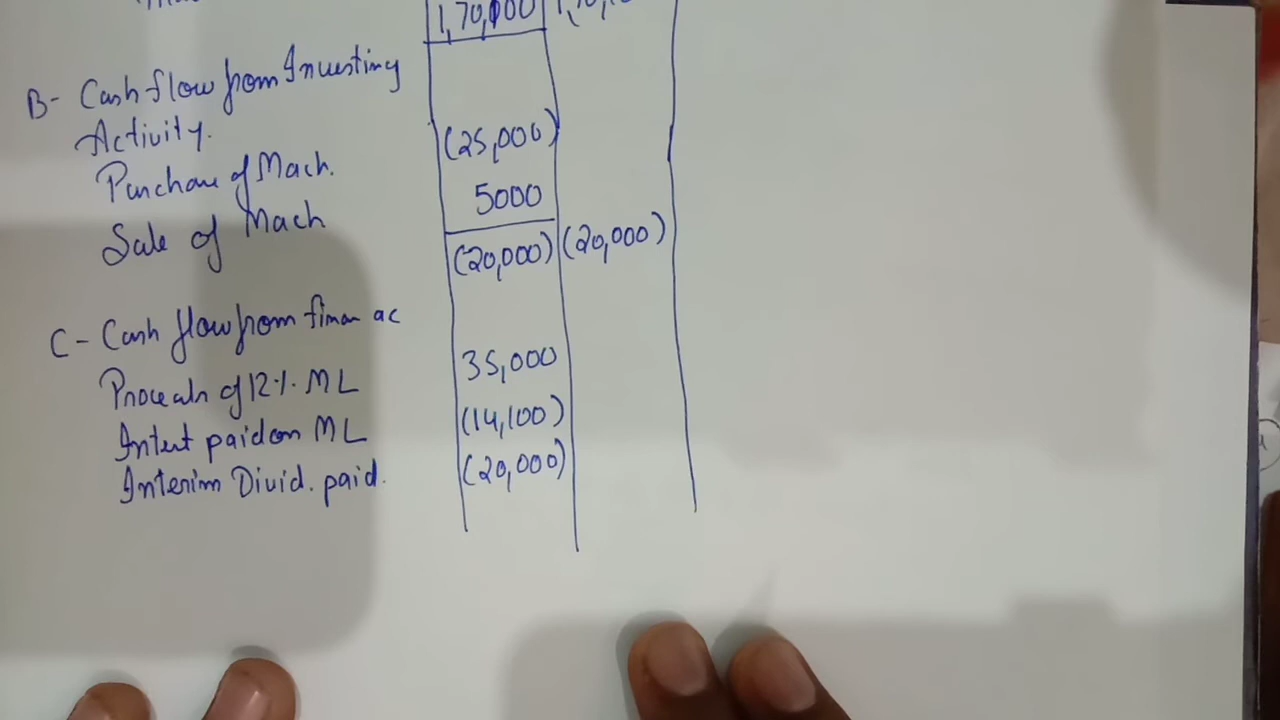 1,70,100
B- Cash flow from Investing
Activity.
Purchase of Mach. (25,000)
Sale of Mach 5000
(20,000) (20,000)
C- Cash flow from finan ac
Proceeds of 12% ML 35,000
Interest paid on ML (14,100)
Interim Divid. paid. (20,000)